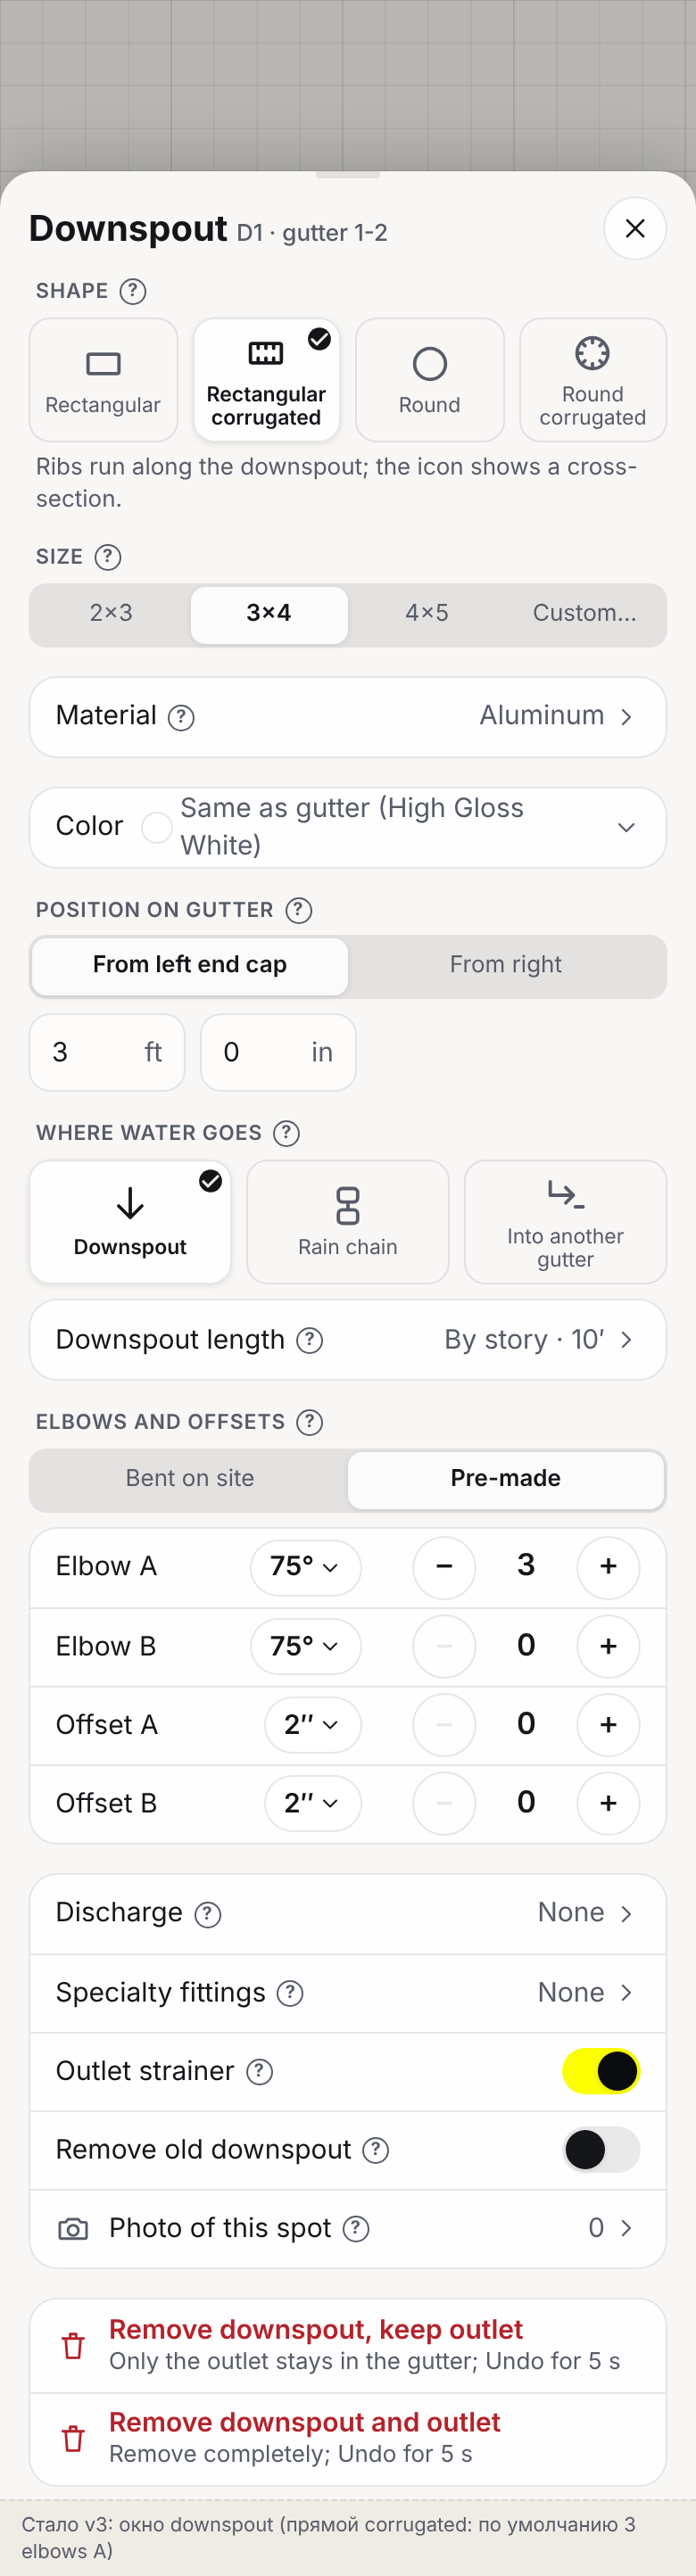 Downspout D1 · gutter 1-2
SHAPE ?
Rectangular
Rectangular
corrugated
Round
Round
corrugated
Ribs run along the downspout; the icon shows a cross-
section.
SIZE ?
2×3 3×4 4×5 Custom...
Material ? Aluminum
Color Same as gutter (High Gloss
White)
POSITION ON GUTTER ?
From left end cap From right
3 ft 0 in
WHERE WATER GOES ?
Downspout
Rain chain
Into another
gutter
Downspout length ? By story · 10′
ELBOWS AND OFFSETS ?
Bent on site Pre-made
Elbow A 75° − 3 +
Elbow B 75° − 0 +
Offset A 2″ − 0 +
Offset B 2″ − 0 +
Discharge ? None
Specialty fittings ? None
Outlet strainer ?
Remove old downspout ?
Photo of this spot ? 0
Remove downspout, keep outlet
Only the outlet stays in the gutter; Undo for 5 s
Remove downspout and outlet
Remove completely; Undo for 5 s
Стало v3: окно downspout (прямой corrugated: по умолчанию 3
elbows A)